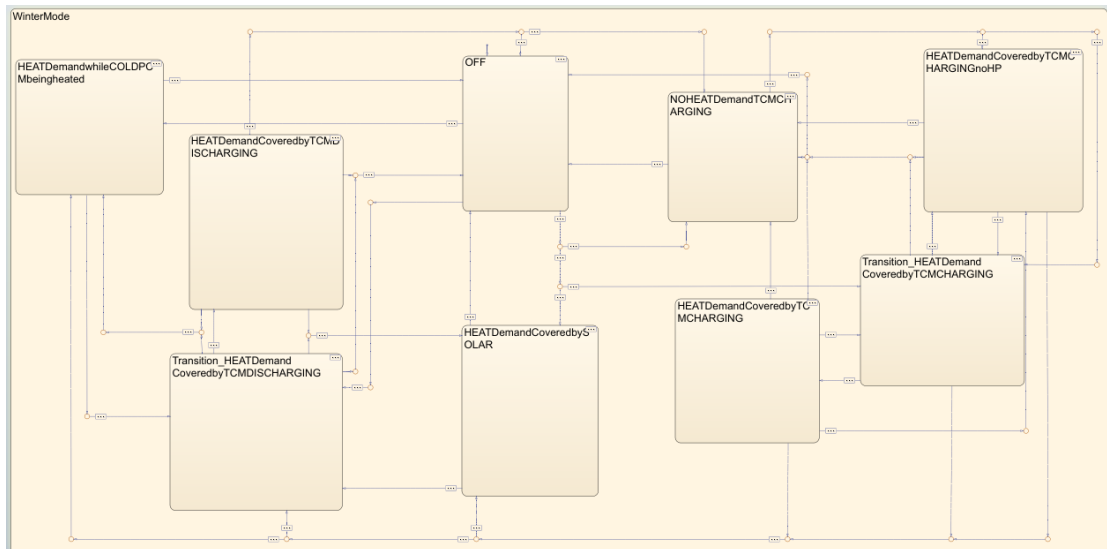 WinterMode
HEATDemandwhileCOLDPC
Mbeingheated
OFF
HEATDemandCoveredbyTCMC
HARGINGnoHP
NOHEATDemandTCMCH
ARGING
HEATDemandCoveredbyTCMD
ISCHARGING
Transition_HEATDemand
CoveredbyTCMCHARGING
HEATDemandCoveredbyTC
MCHARGING
HEATDemandCoveredbyS
OLAR
Transition_HEATDemand
CoveredbyTCMDISCHARGING